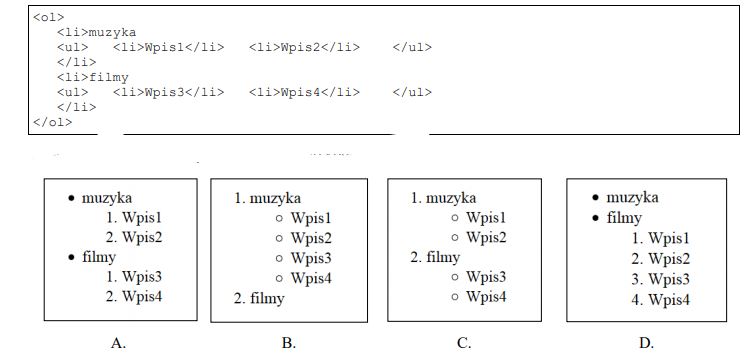 <ol>
<li>muzyka
<ul> <li>Wpis1</li> <li>Wpis2</li> </ul>
</li>
<li>filmy
<ul> <li>Wpis3</li> <li>Wpis4</li> </ul>
</li>
</ol>
• muzyka
1. Wpis1
2. Wpis2
• filmy
1. Wpis3
2. Wpis4
A.
1. muzyka
○ Wpis1
○ Wpis2
○ Wpis3
○ Wpis4
2. filmy
B.
1. muzyka
○ Wpis1
○ Wpis2
2. filmy
○ Wpis3
○ Wpis4
C.
• muzyka
• filmy
1. Wpis1
2. Wpis2
3. Wpis3
4. Wpis4
D.